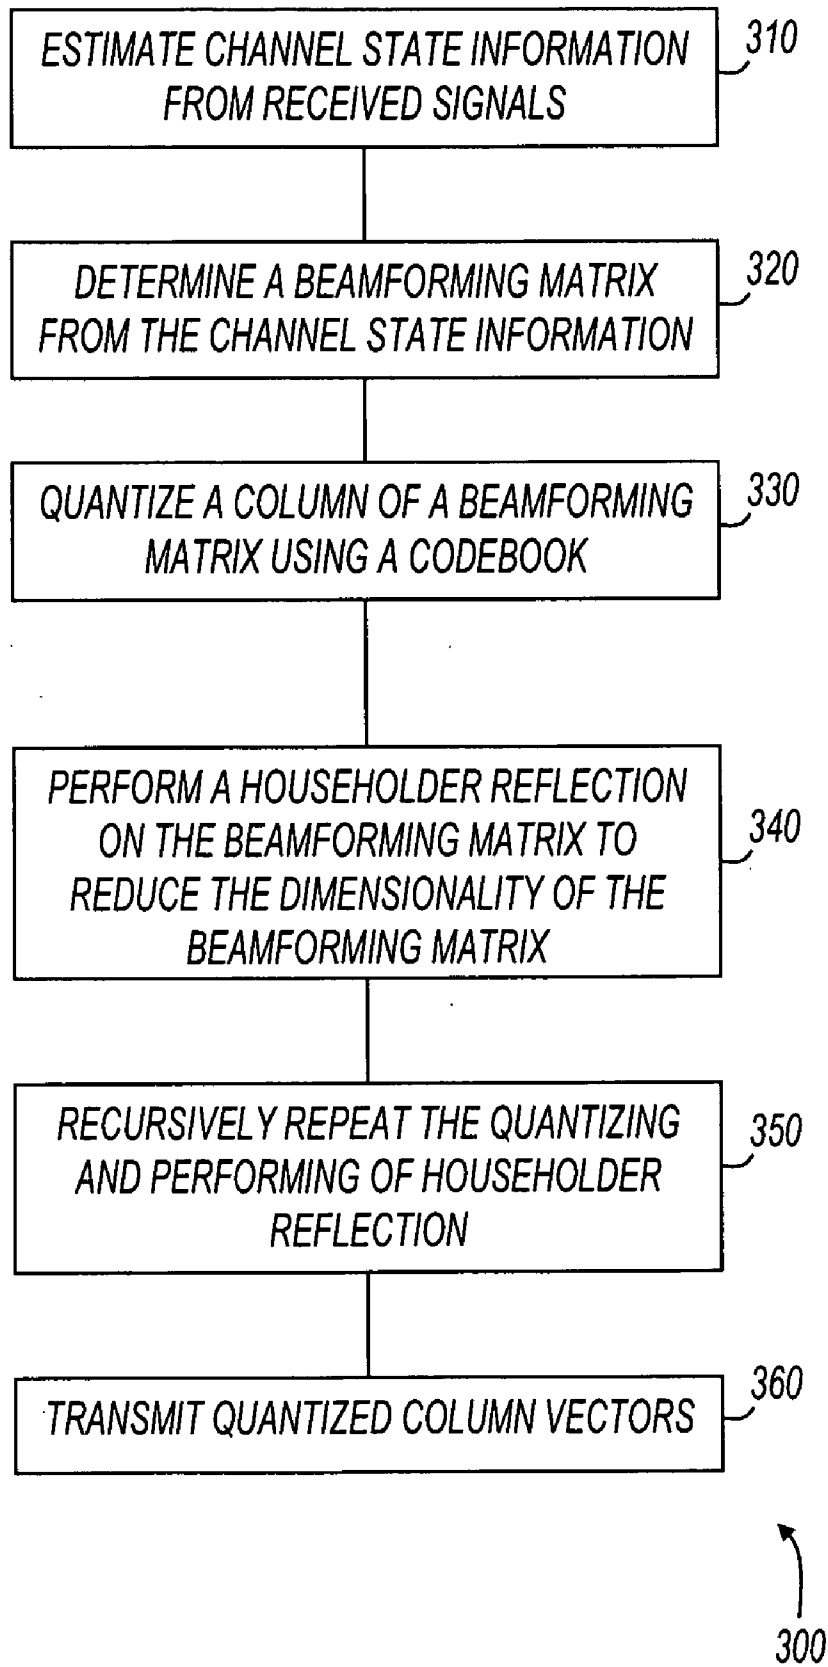 ESTIMATE CHANNEL STATE INFORMATION
FROM RECEIVED SIGNALS
310
DETERMINE A BEAMFORMING MATRIX
FROM THE CHANNEL STATE INFORMATION
320
QUANTIZE A COLUMN OF A BEAMFORMING
MATRIX USING A CODEBOOK
330
PERFORM A HOUSEHOLDER REFLECTION
ON THE BEAMFORMING MATRIX TO
REDUCE THE DIMENSIONALITY OF THE
BEAMFORMING MATRIX
340
RECURSIVELY REPEAT THE QUANTIZING
AND PERFORMING OF HOUSEHOLDER
REFLECTION
350
TRANSMIT QUANTIZED COLUMN VECTORS
360
300